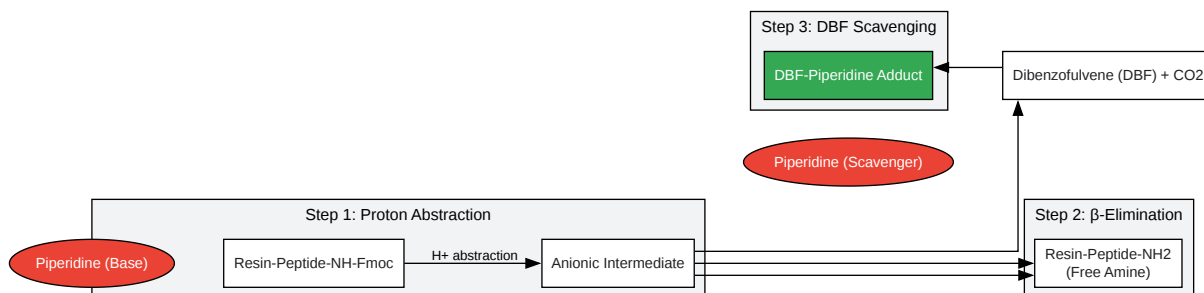 Step 3: DBF Scavenging
DBF-Piperidine Adduct
Dibenzofulvene (DBF) + CO2
Piperidine (Scavenger)
Step 1: Proton Abstraction
Step 2: β-Elimination
Piperidine (Base)
Resin-Peptide-NH-Fmoc
H+ abstraction
Anionic Intermediate
Resin-Peptide-NH2
(Free Amine)